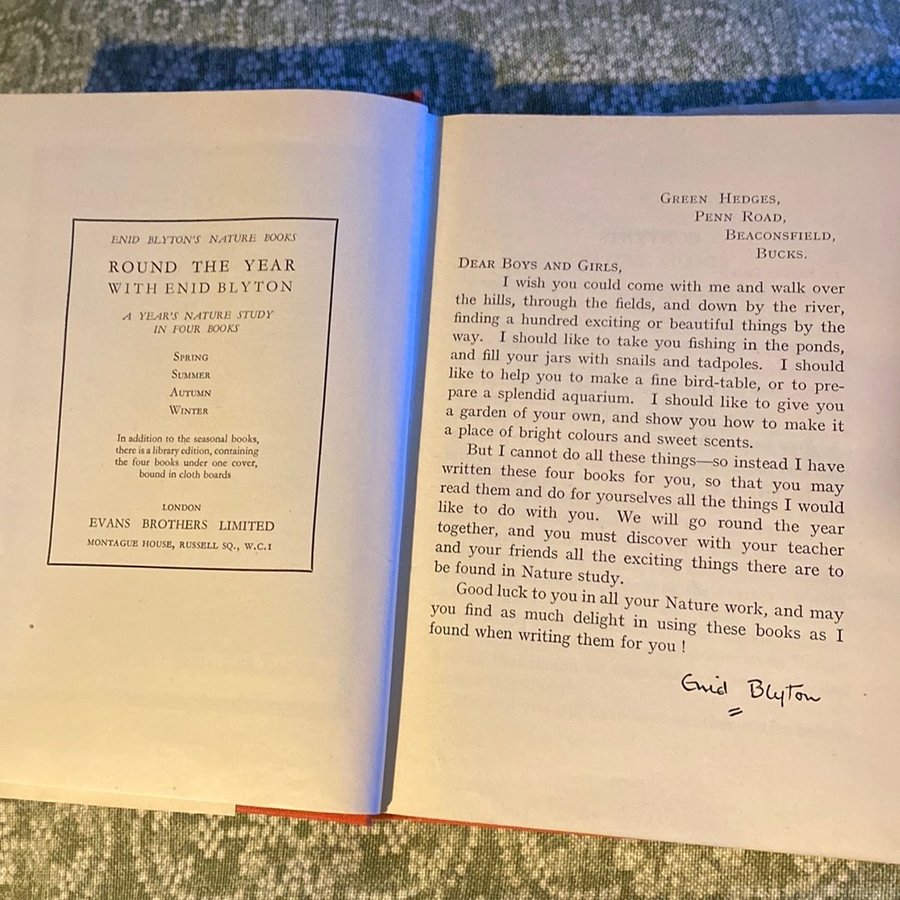 ENID BLYTON'S NATURE BOOKS
ROUND THE YEAR
WITH ENID BLYTON
A YEAR'S NATURE STUDY
IN FOUR BOOKS
SPRING
SUMMER
AUTUMN
WINTER
In addition to the seasonal books,
there is a library edition, containing
the four books under one cover,
bound in cloth boards
LONDON
EVANS BROTHERS LIMITED
MONTAGUE HOUSE, RUSSELL SQ., W.C.1
GREEN HEDGES,
PENN ROAD,
BEACONSFIELD,
BUCKS.
DEAR BOYS AND GIRLS,
I wish you could come with me and walk over
the hills, through the fields, and down by the river,
finding a hundred exciting or beautiful things by the
way. I should like to take you fishing in the ponds,
and fill your jars with snails and tadpoles. I should
like to help you to make a fine bird-table, or to pre-
pare a splendid aquarium. I should like to give you
a garden of your own, and show you how to make it
a place of bright colours and sweet scents.
But I cannot do all these things—so instead I have
written these four books for you, so that you may
read them and do for yourselves all the things I would
like to do with you. We will go round the year
together, and you must discover with your teacher
and your friends all the exciting things there are to
be found in Nature study.
Good luck to you in all your Nature work, and may
you find as much delight in using these books as I
found when writing them for you !
Enid Blyton